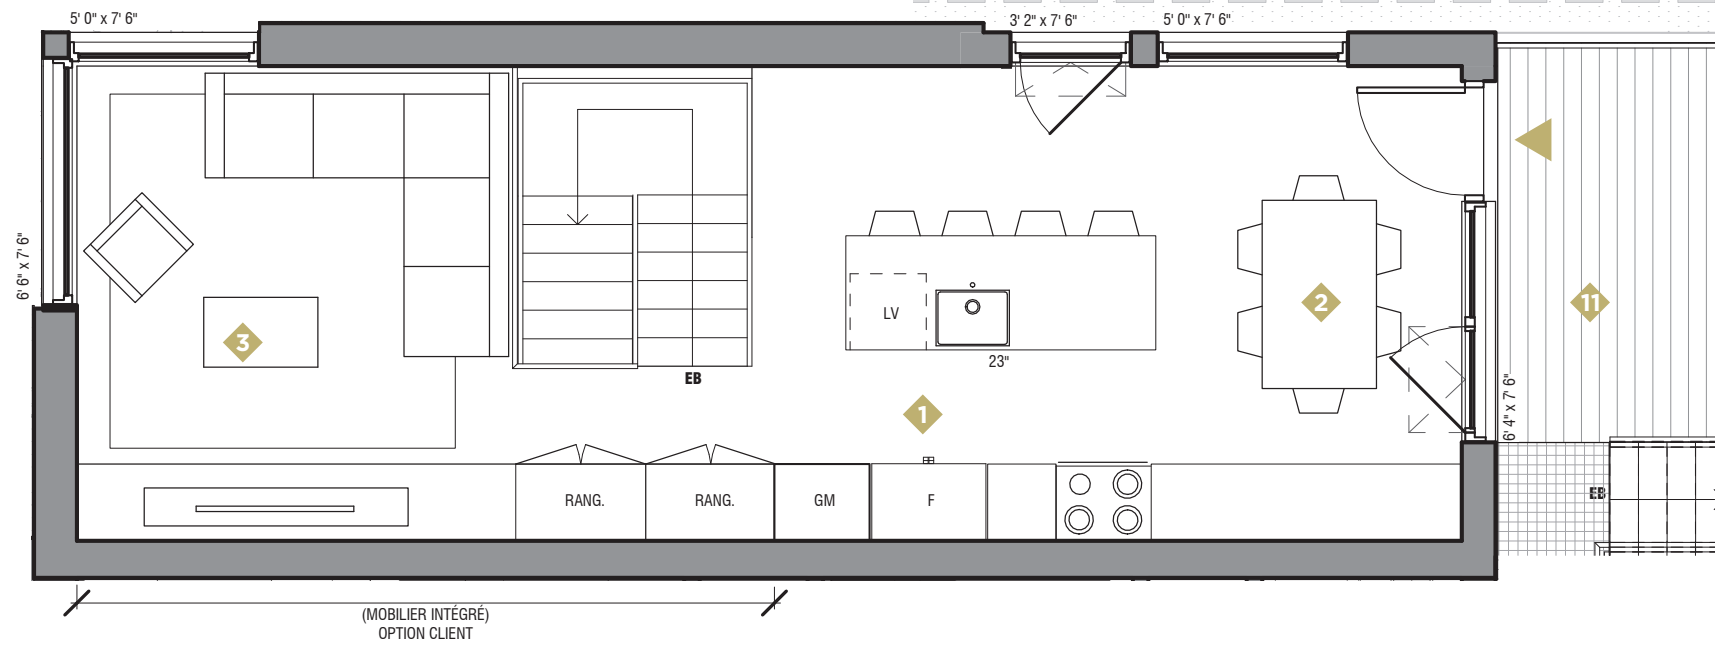 5' 0" x 7' 6"
3' 2" x 7' 6"
5' 0" x 7' 6"
6' 6" x 7' 6"
3
EB
LV
23"
1
2
11
6' 4" x 7' 6"
RANG.
RANG.
GM
F
EB
(MOBILIER INTÉGRÉ)
OPTION CLIENT